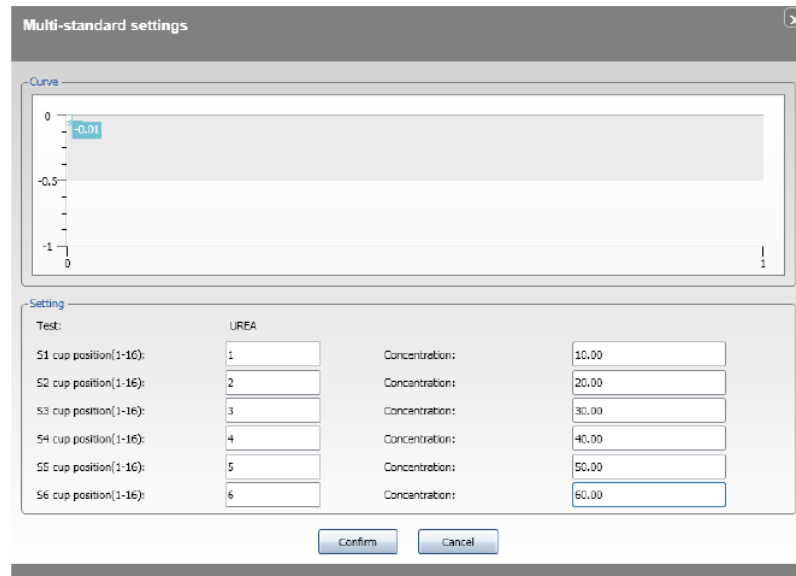 Multi-standard settings
Curve
0
-0.01
-0.5
-1
0 1
Setting
Test: UREA
S1 cup position(1-16): 1 Concentration: 10.00
S2 cup position(1-16): 2 Concentration: 20.00
S3 cup position(1-16): 3 Concentration: 30.00
S4 cup position(1-16): 4 Concentration: 40.00
S5 cup position(1-16): 5 Concentration: 50.00
S6 cup position(1-16): 6 Concentration: 60.00
Confirm Cancel